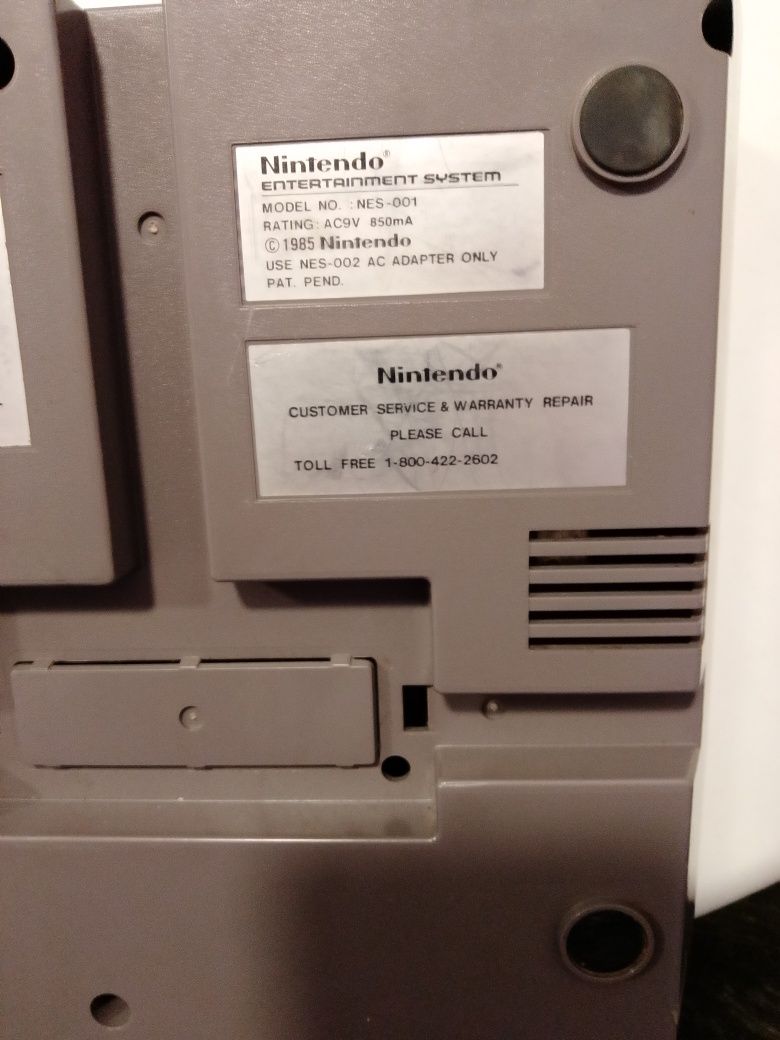 Nintendo®
ENTERTAINMENT SYSTEM
MODEL NO. :NES-001
RATING: AC9V 850mA
©1985 Nintendo
USE NES-002 AC ADAPTER ONLY
PAT. PEND.
Nintendo®
CUSTOMER SERVICE & WARRANTY REPAIR
PLEASE CALL
TOLL FREE 1-800-422-2602